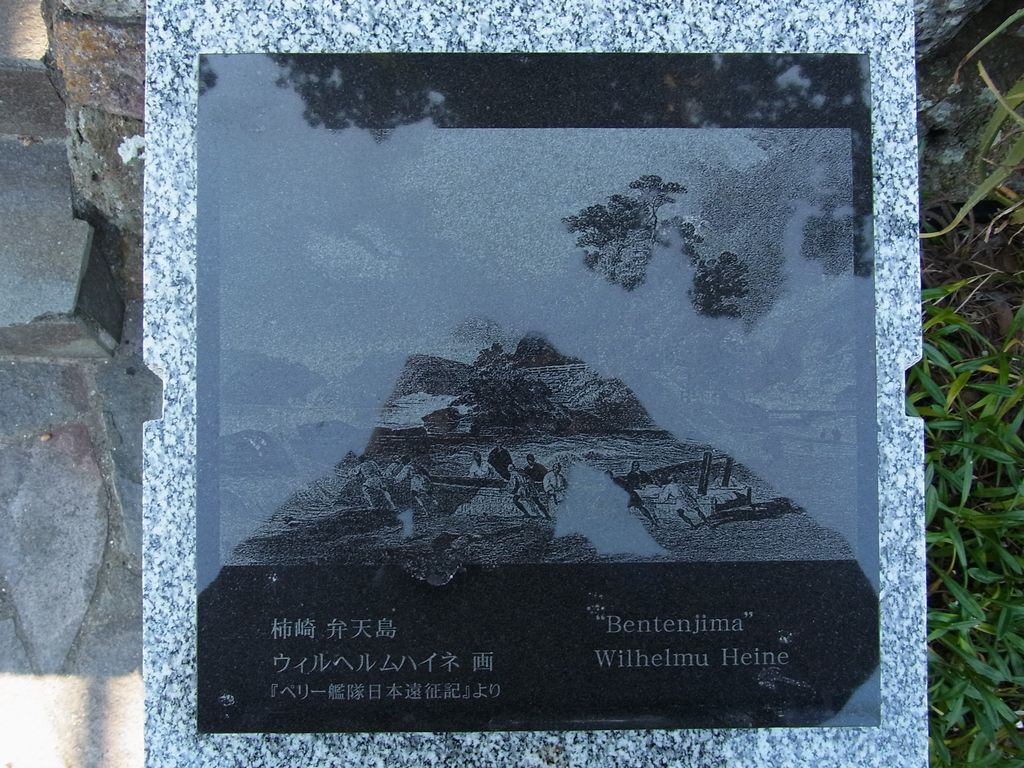 柿崎 弁天島
ウィルヘルムハイネ 画
『ペリー艦隊日本遠征記』より
"Bentenjima"
Wilhelmu Heine